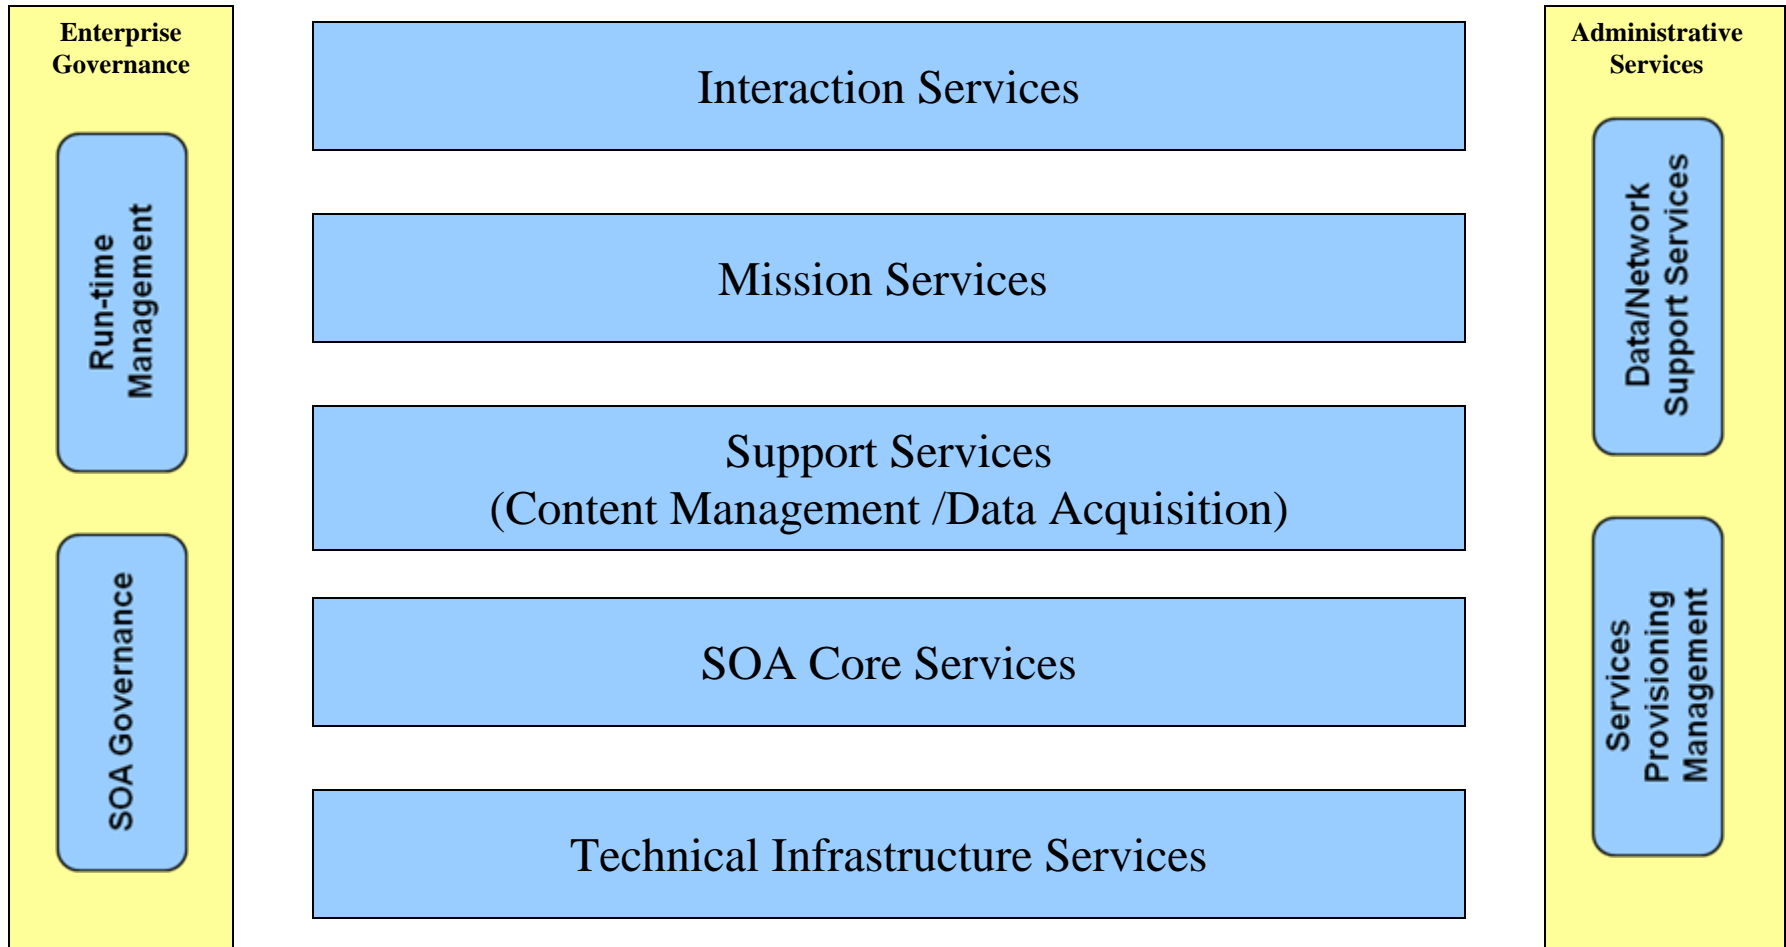 Enterprise
Governance
Run-time
Management
SOA Governance
Interaction Services
Mission Services
Support Services
(Content Management /Data Acquisition)
SOA Core Services
Technical Infrastructure Services
Administrative
Services
Data/Network
Support Services
Services
Provisioning
Management